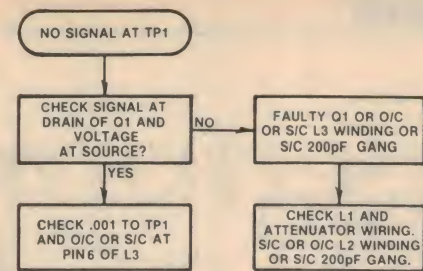 NO SIGNAL AT TP1
CHECK SIGNAL AT
DRAIN OF Q1 AND
VOLTAGE
AT SOURCE?
NO
FAULTY Q1 OR O/C
OR S/C L3 WINDING OR
S/C 200pF GANG
YES
CHECK .001 TO TP1
AND O/C OR S/C AT
PIN6 OF L3
CHECK L1 AND
ATTENUATOR WIRING.
S/C OR O/C L2 WINDING
OR S/C 200pF GANG.